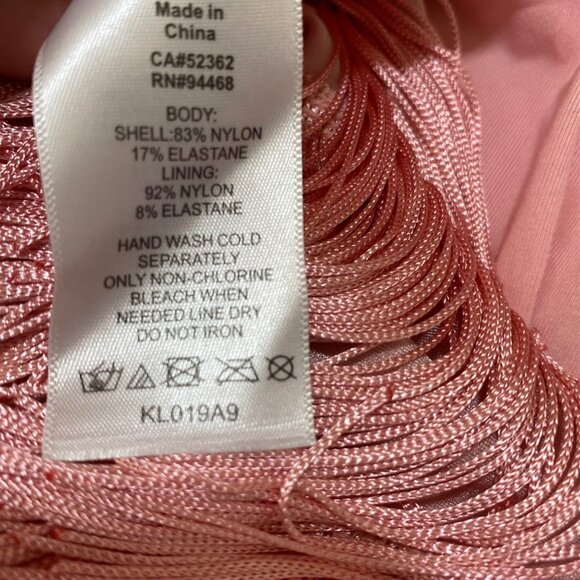 Made in
China
CA#52362
RN#94468
BODY:
SHELL:83% NYLON
17% ELASTANE
LINING:
92% NYLON
8% ELASTANE
HAND WASH COLD
SEPARATELY
ONLY NON-CHLORINE
BLEACH WHEN
NEEDED LINE DRY
DO NOT IRON
KL019A9